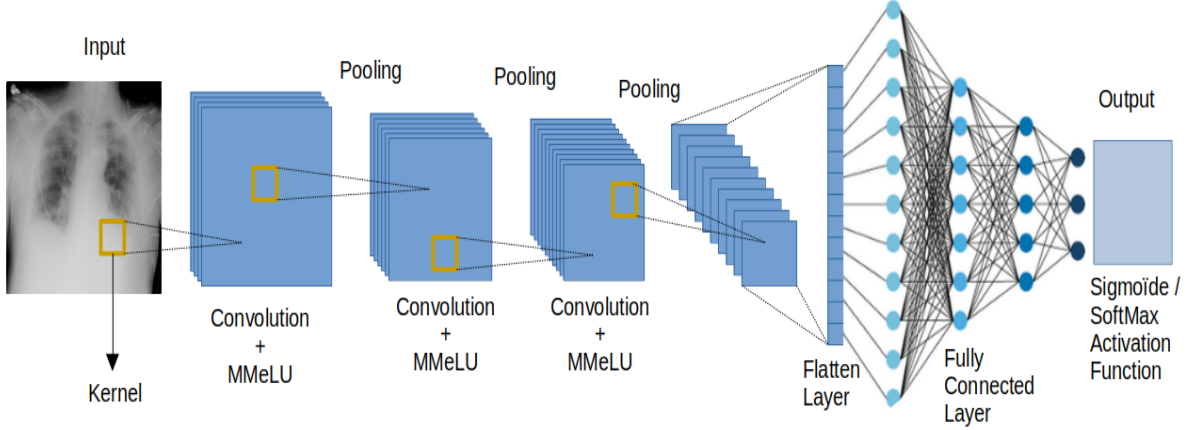 Input
Pooling
Pooling
Pooling
Output
Kernel
Convolution
+
MMeLU
Convolution
+
MMeLU
Convolution
+
MMeLU
Flatten
Layer
Fully
Connected
Layer
Sigmoïde /
SoftMax
Activation
Function